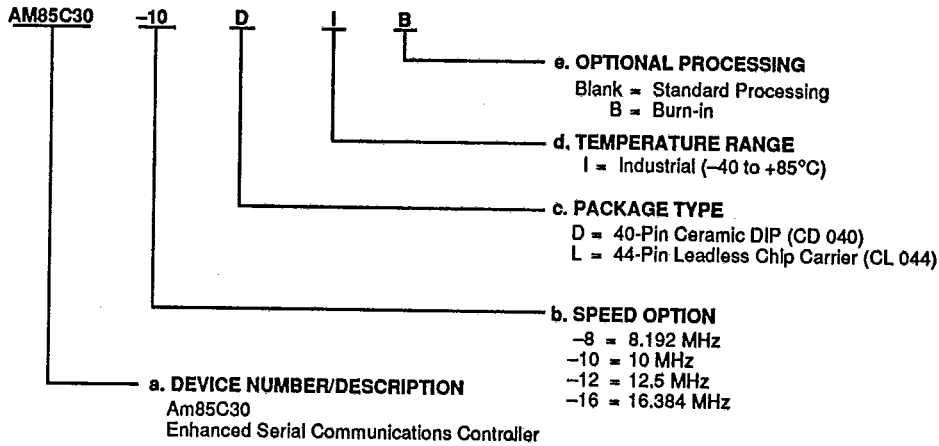 AM85C30 –10 D I B
e. OPTIONAL PROCESSING
Blank = Standard Processing
B = Burn-in
d. TEMPERATURE RANGE
I = Industrial (–40 to +85°C)
c. PACKAGE TYPE
D = 40-Pin Ceramic DIP (CD 040)
L = 44-Pin Leadless Chip Carrier (CL 044)
b. SPEED OPTION
–8 = 8.192 MHz
–10 = 10 MHz
–12 = 12.5 MHz
–16 = 16.384 MHz
a. DEVICE NUMBER/DESCRIPTION
Am85C30
Enhanced Serial Communications Controller